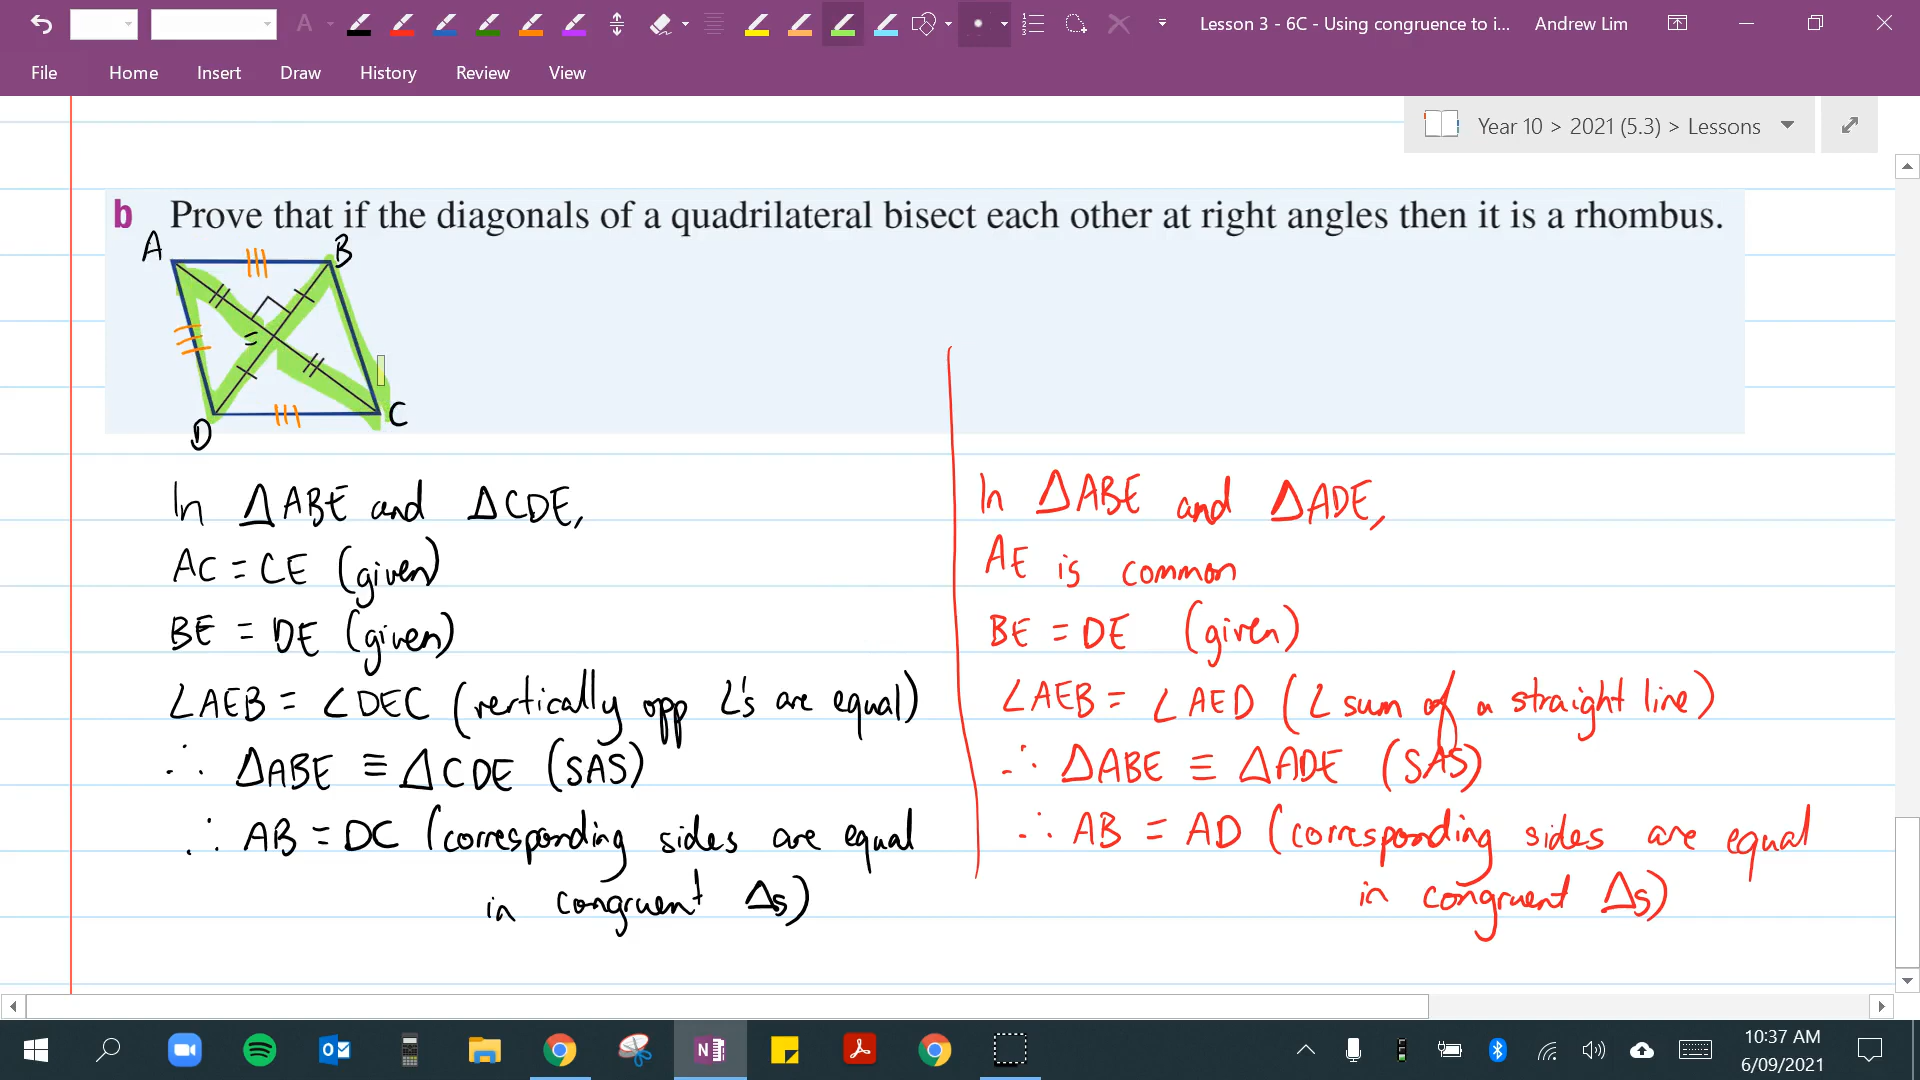 Lesson 3 - 6C - Using congruence to i...
Andrew Lim
File Home Insert Draw History Review View
Year 10 > 2021 (5.3) > Lessons
b Prove that if the diagonals of a quadrilateral bisect each other at right angles then it is a rhombus.
A B
D C
In ΔABE and ΔCDE,
AC = CE (given)
BE = DE (given)
∠AEB = ∠DEC (vertically opp ∠'s are equal)
∴ ΔABE ≡ ΔCDE (SAS)
∴ AB = DC (corresponding sides are equal
in congruent Δs)
In ΔABE and ΔADE,
AE is common
BE = DE (given)
∠AEB = ∠AED (∠ sum of a straight line)
∴ ΔABE ≡ ΔADE (SAS)
∴ AB = AD (corresponding sides are equal
in congruent Δs)
10:37 AM
6/09/2021